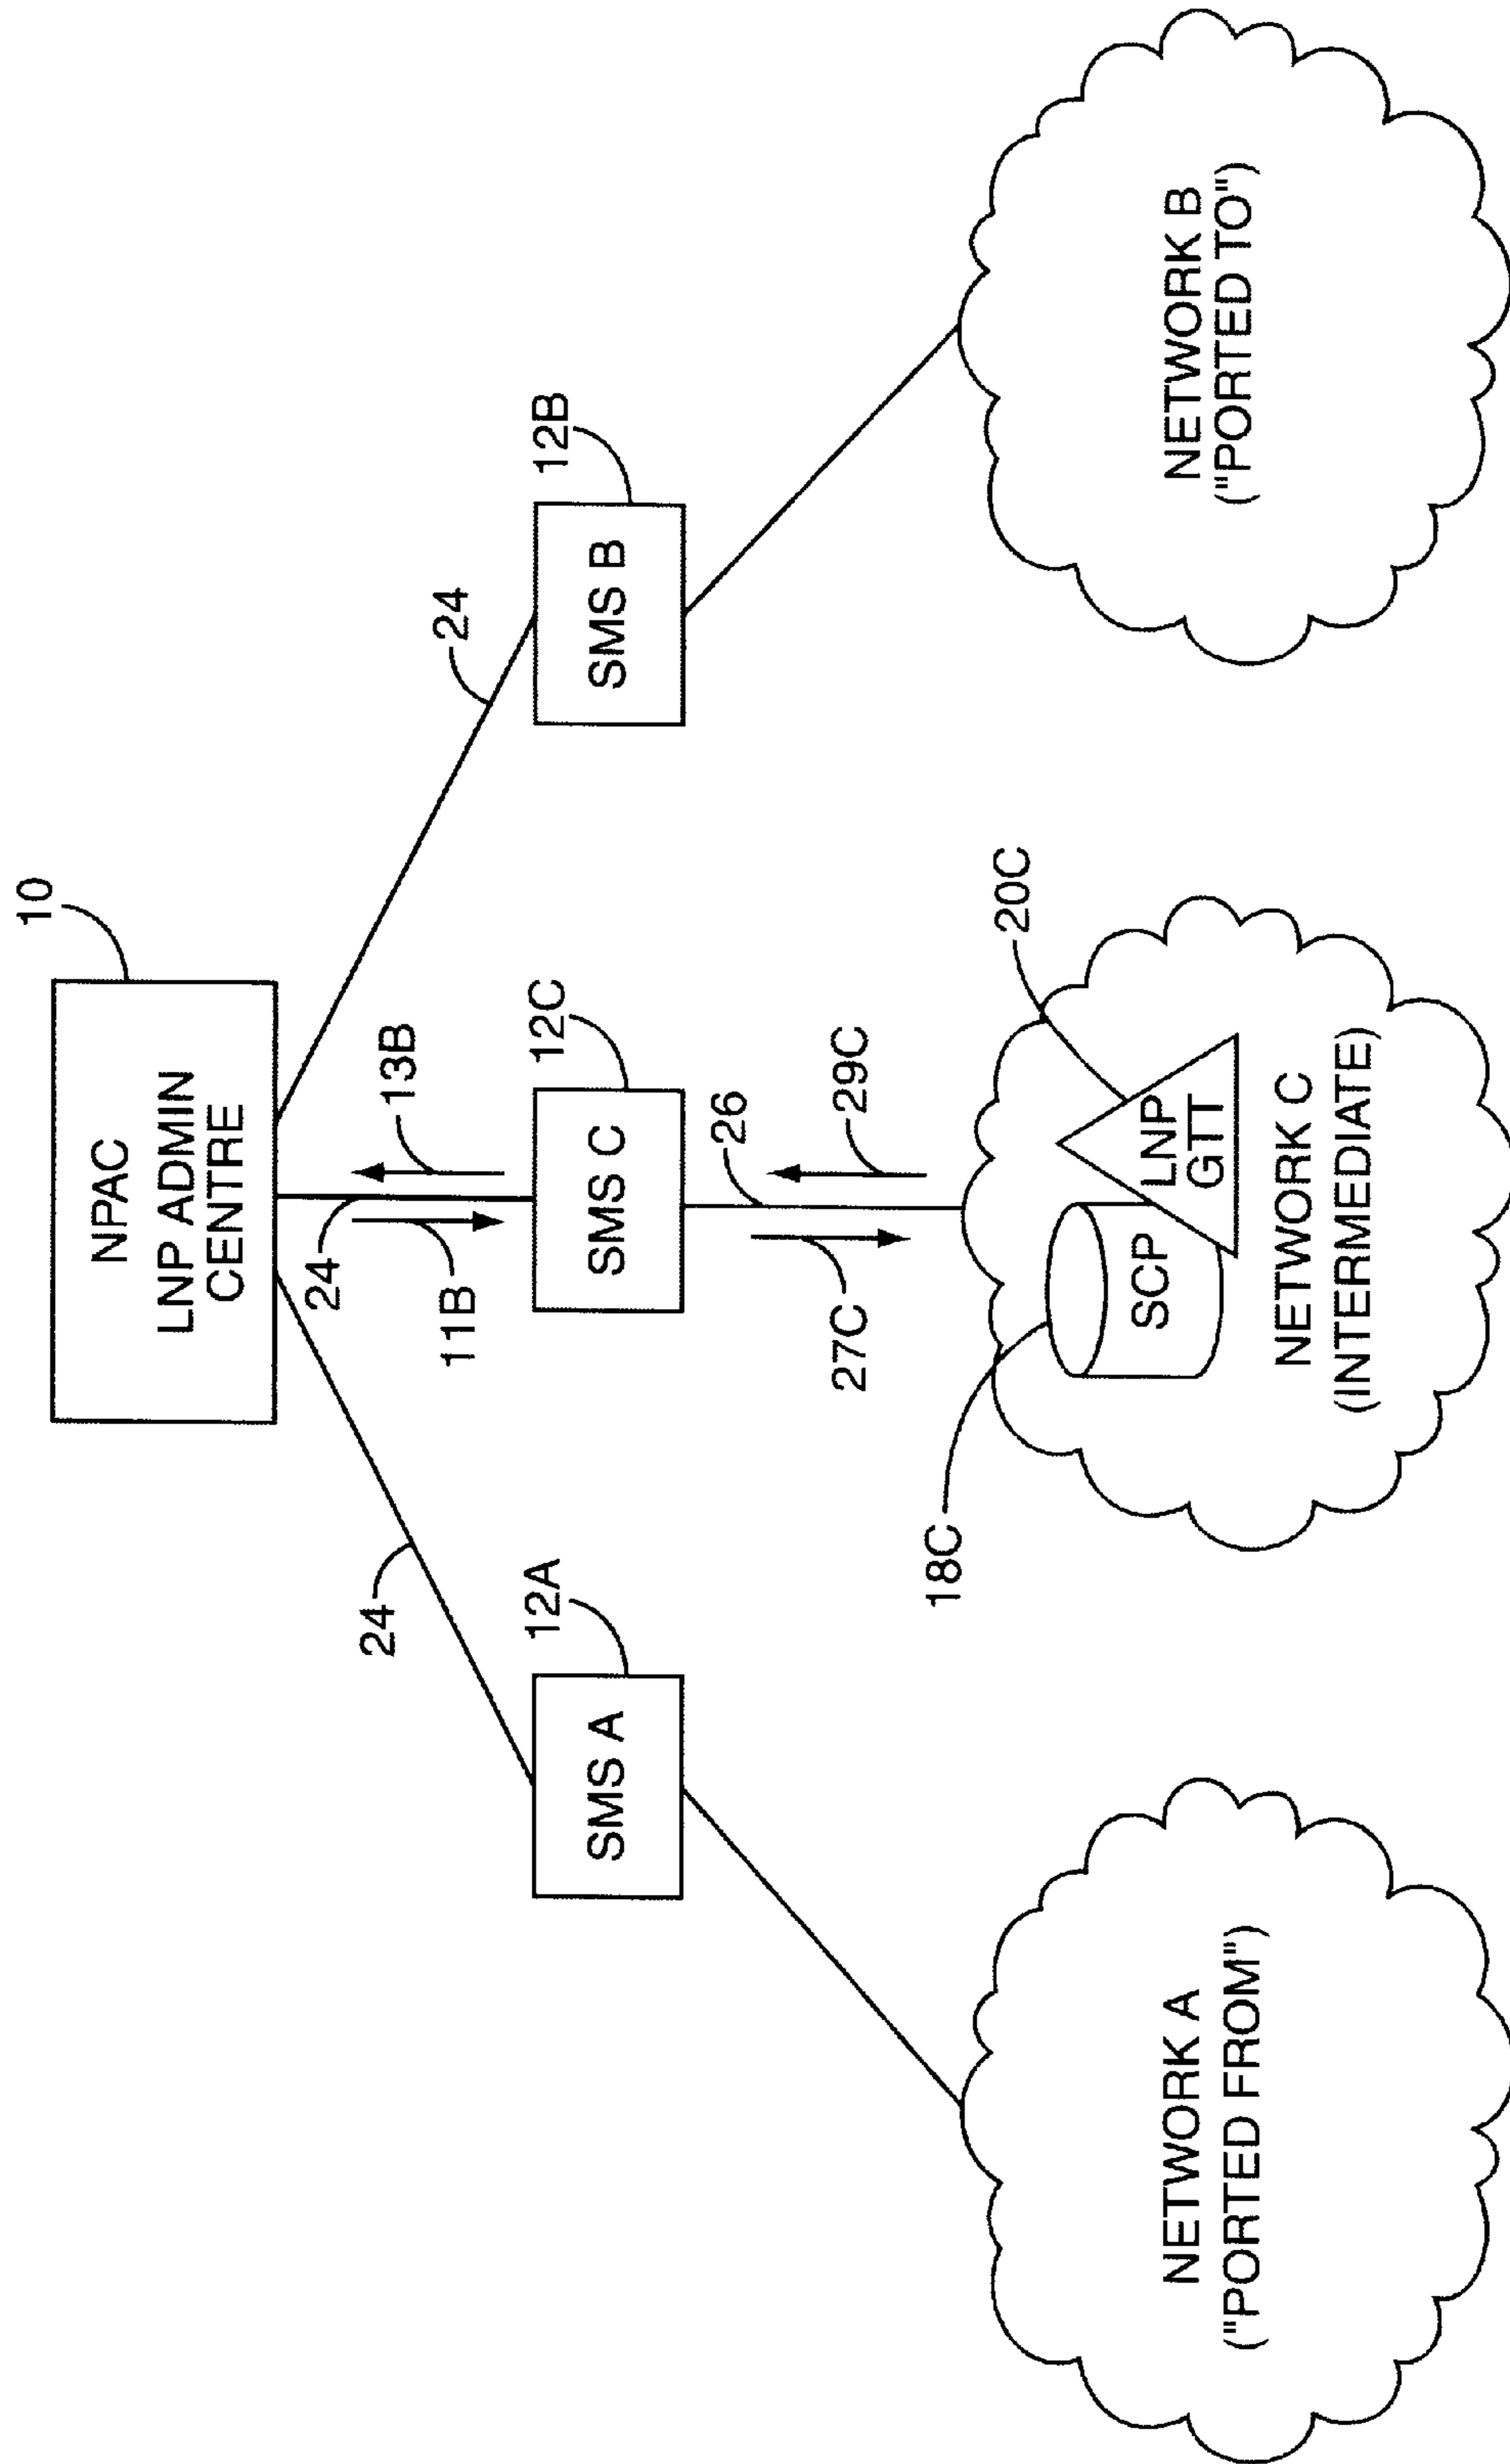 10
NPAC
LNP ADMIN
CENTRE
24
24
24
11B
13B
12A
SMS A
12C
SMS C
12B
SMS B
26
27C
29C
18C
20C
SCP
LNP
GTT
NETWORK A
("PORTED FROM")
NETWORK C
(INTERMEDIATE)
NETWORK B
("PORTED TO")